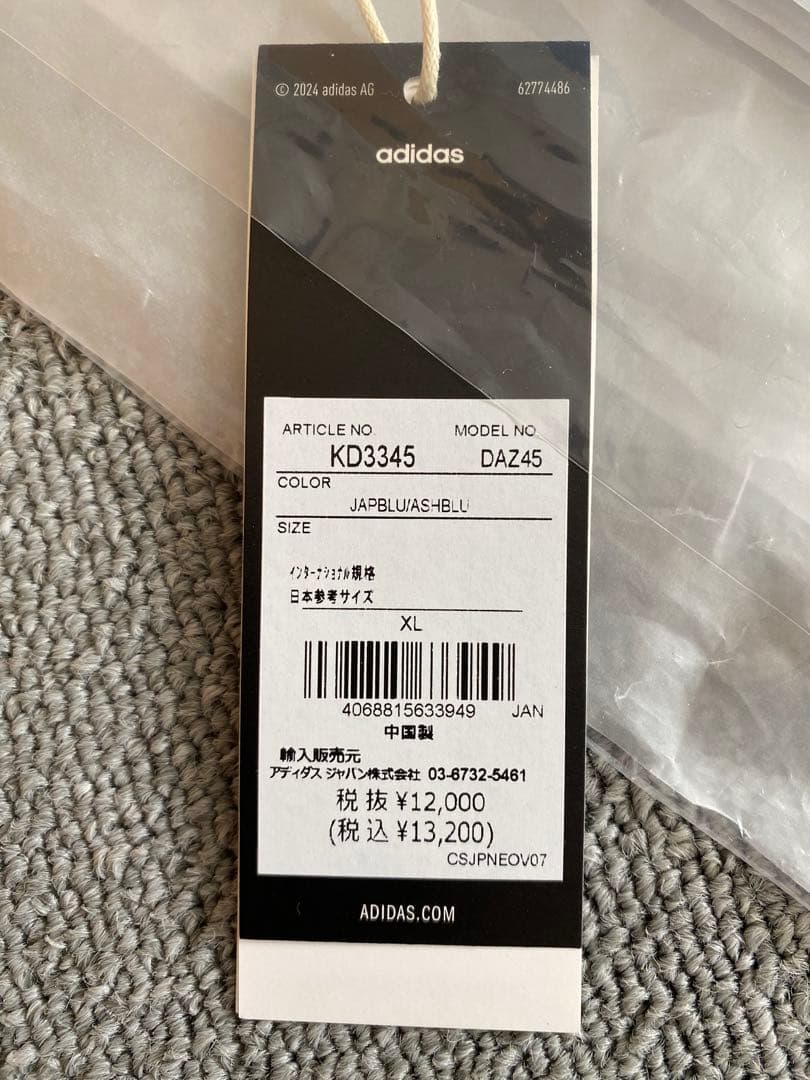 © 2024 adidas AG 62774486
adidas
ARTICLE NO. MODEL NO.
KD3345 DAZ45
COLOR
JAPBLU/ASHBLU
SIZE
インターナショナル規格
日本参考サイズ
XL
4068815633949 JAN
中国製
輸入販売元
アディダス ジャパン株式会社 03-6732-5461
税抜 ¥12,000
(税込 ¥13,200)
CSJPNEOV07
ADIDAS.COM